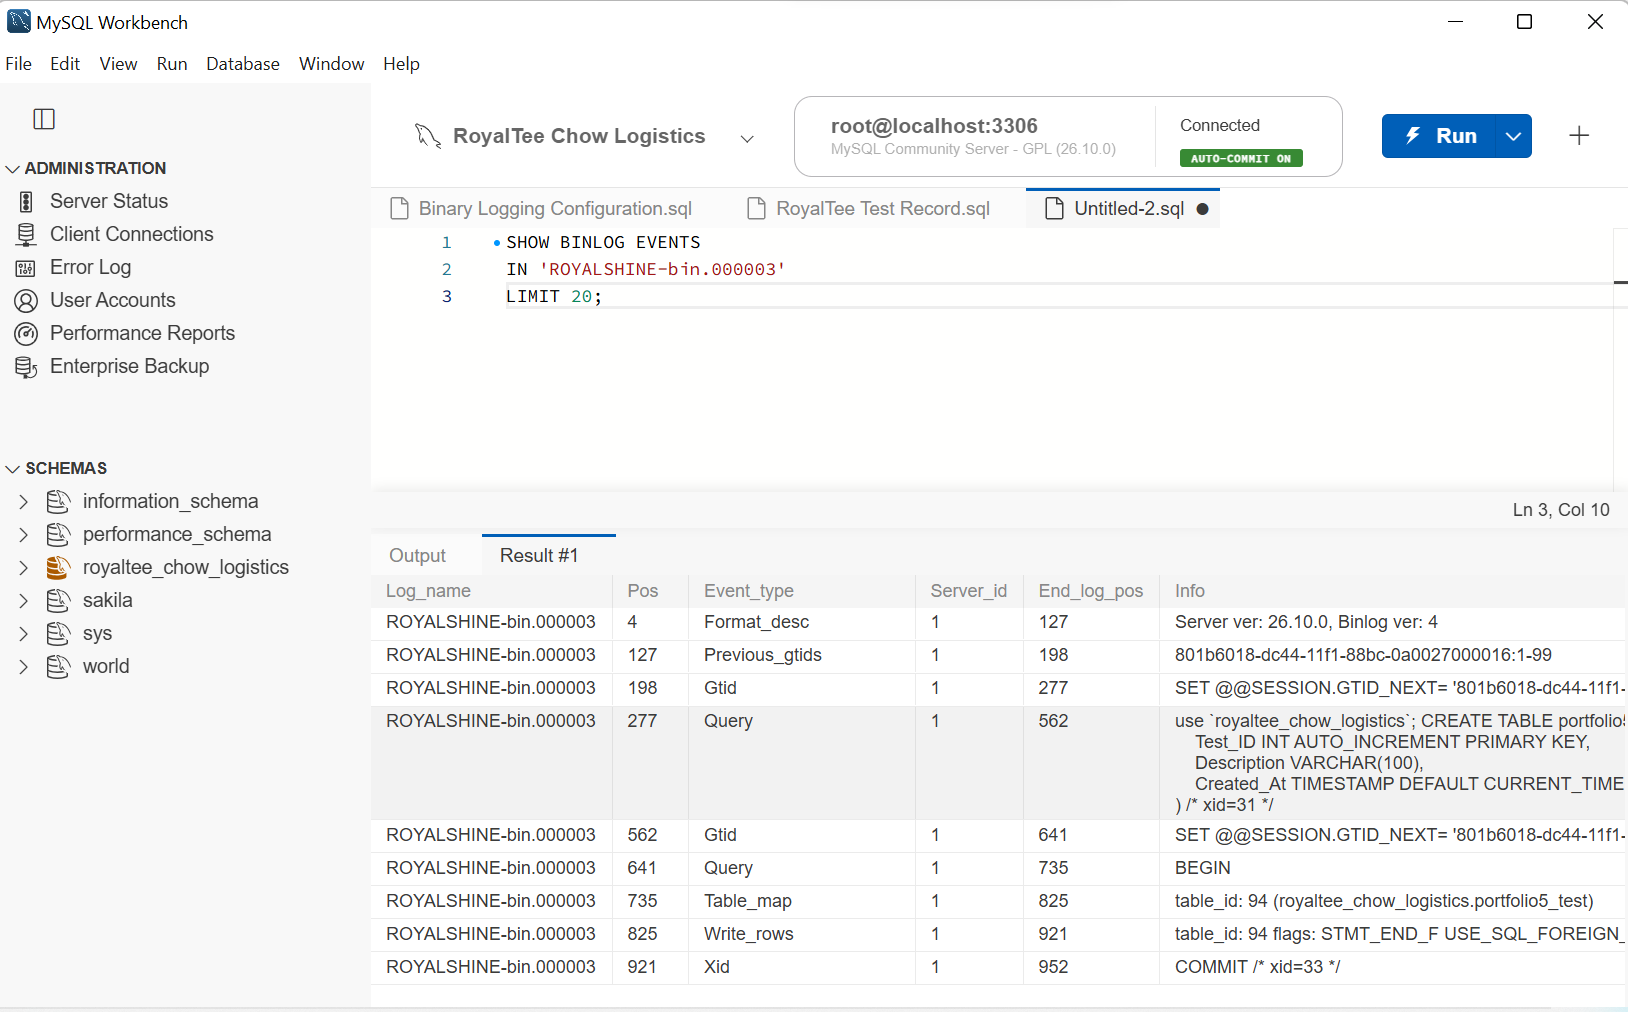 MySQL Workbench
File Edit View Run Database Window Help
ADMINISTRATION
Server Status
Client Connections
Error Log
User Accounts
Performance Reports
Enterprise Backup
SCHEMAS
information_schema
performance_schema
royaltee_chow_logistics
sakila
sys
world
RoyalTee Chow Logistics
root@localhost:3306
MySQL Community Server - GPL (26.10.0)
Connected
AUTO-COMMIT ON
Run
Binary Logging Configuration.sql RoyalTee Test Record.sql Untitled-2.sql
1 SHOW BINLOG EVENTS
2 IN 'ROYALSHINE-bin.000003'
3 LIMIT 20;
Ln 3, Col 10
Output Result #1
Log_name Pos Event_type Server_id End_log_pos Info
ROYALSHINE-bin.000003 4 Format_desc 1 127 Server ver: 26.10.0, Binlog ver: 4
ROYALSHINE-bin.000003 127 Previous_gtids 1 198 801b6018-dc44-11f1-88bc-0a0027000016:1-99
ROYALSHINE-bin.000003 198 Gtid 1 277 SET @@SESSION.GTID_NEXT= '801b6018-dc44-11f1-
ROYALSHINE-bin.000003 277 Query 1 562 use `royaltee_chow_logistics`; CREATE TABLE portfolio5
Test_ID INT AUTO_INCREMENT PRIMARY KEY,
Description VARCHAR(100),
Created_At TIMESTAMP DEFAULT CURRENT_TIME
) /* xid=31 */
ROYALSHINE-bin.000003 562 Gtid 1 641 SET @@SESSION.GTID_NEXT= '801b6018-dc44-11f1-
ROYALSHINE-bin.000003 641 Query 1 735 BEGIN
ROYALSHINE-bin.000003 735 Table_map 1 825 table_id: 94 (royaltee_chow_logistics.portfolio5_test)
ROYALSHINE-bin.000003 825 Write_rows 1 921 table_id: 94 flags: STMT_END_F USE_SQL_FOREIGN_
ROYALSHINE-bin.000003 921 Xid 1 952 COMMIT /* xid=33 */